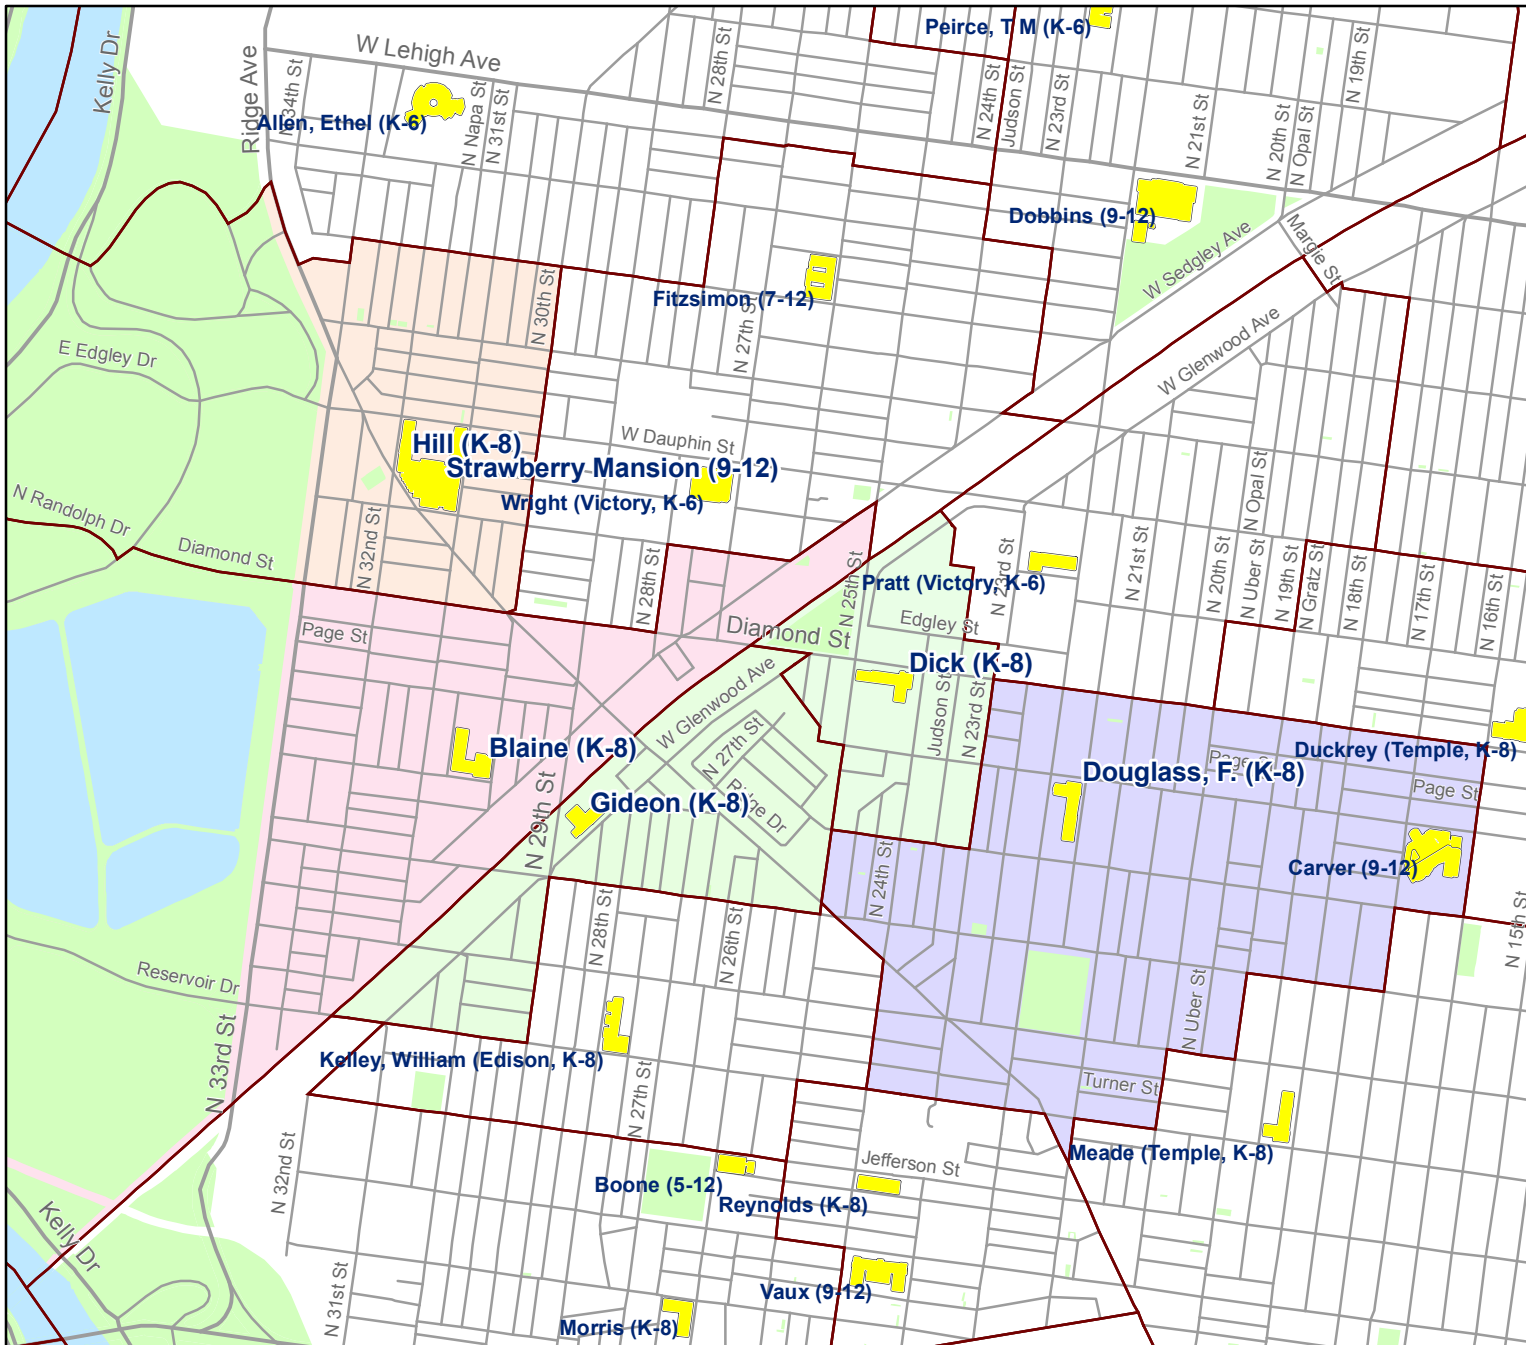 Peirce, T M (K-6)
Kelly Dr
Ridge Ave
W Lehigh Ave
N 34th St
N Napa St
N 31st St
N 28th St
N 24th St
Judson St
N 23rd St
N 21st St
N 20th St
N Opal St
N 19th St
Allen, Ethel (K-6)
Dobbins (9-12)
W Sedgley Ave
Margie St
Fitzsimon (7-12)
N 30th St
N 27th St
W Glenwood Ave
E Edgley Dr
Hill (K-8)
W Dauphin St
Strawberry Mansion (9-12)
Wright (Victory, K-6)
N Randolph Dr
Diamond St
N 32nd St
N 28th St
N 25th St
Pratt (Victory, K-6)
N 23rd St
N 21st St
N 20th St
N Opal St
N Uber St
N 19th St
N Gratz St
N 18th St
N 17th St
N 16th St
Page St
Diamond St
Edgley St
Dick (K-8)
Judson St
N 23rd St
W Glenwood Ave
N 27th St
Ridge Dr
Blaine (K-8)
Gideon (K-8)
N 29th St
Duckrey (Temple, K-8)
Page St
Douglass, F. (K-8)
Page St
Carver (9-12)
N 24th St
N 28th St
N 26th St
N 15th St
Reservoir Dr
N 33rd St
N Uber St
Kelley, William (Edison, K-8)
N 27th St
Turner St
Meade (Temple, K-8)
N 32nd St
Jefferson St
Boone (5-12)
Reynolds (K-8)
Kelly Dr
N 31st St
Vaux (9-12)
Morris (K-8)